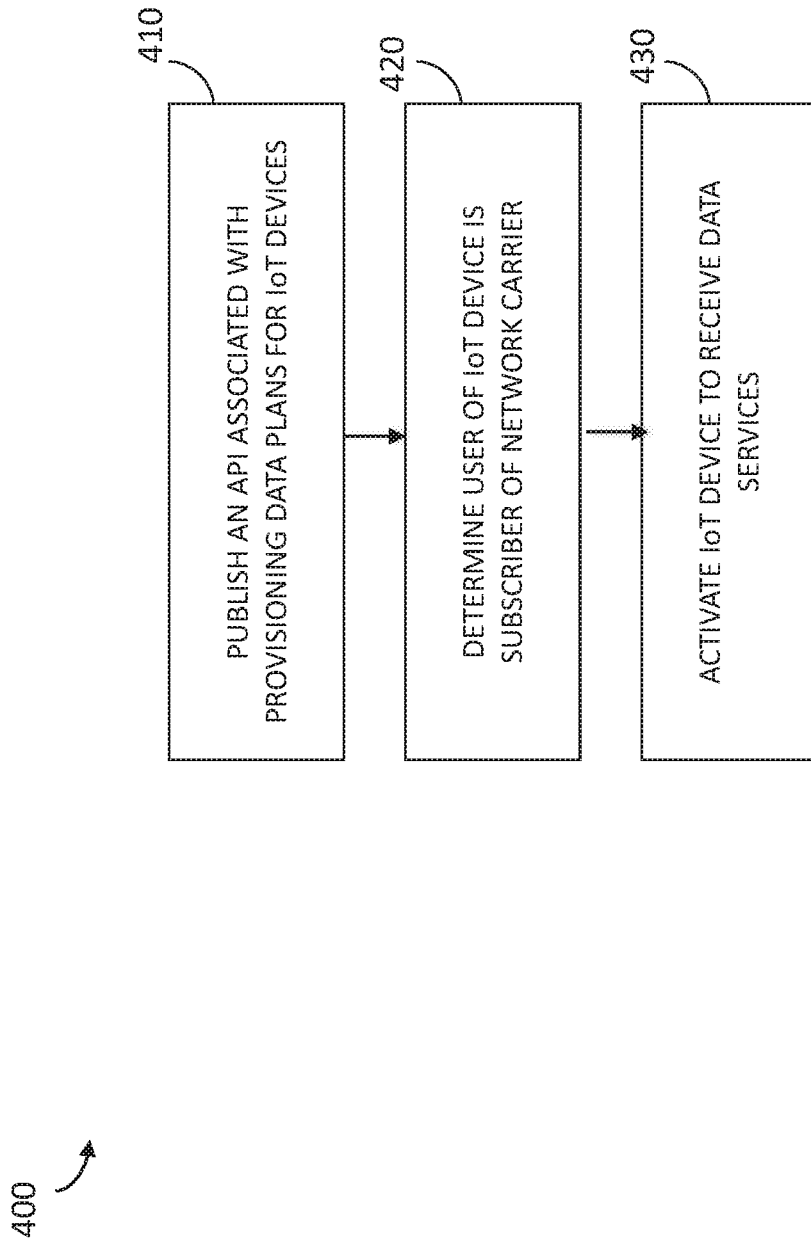 400
410
PUBLISH AN API ASSOCIATED WITH
PROVISIONING DATA PLANS FOR IoT DEVICES
420
DETERMINE USER OF IoT DEVICE IS
SUBSCRIBER OF NETWORK CARRIER
430
ACTIVATE IoT DEVICE TO RECEIVE DATA
SERVICES